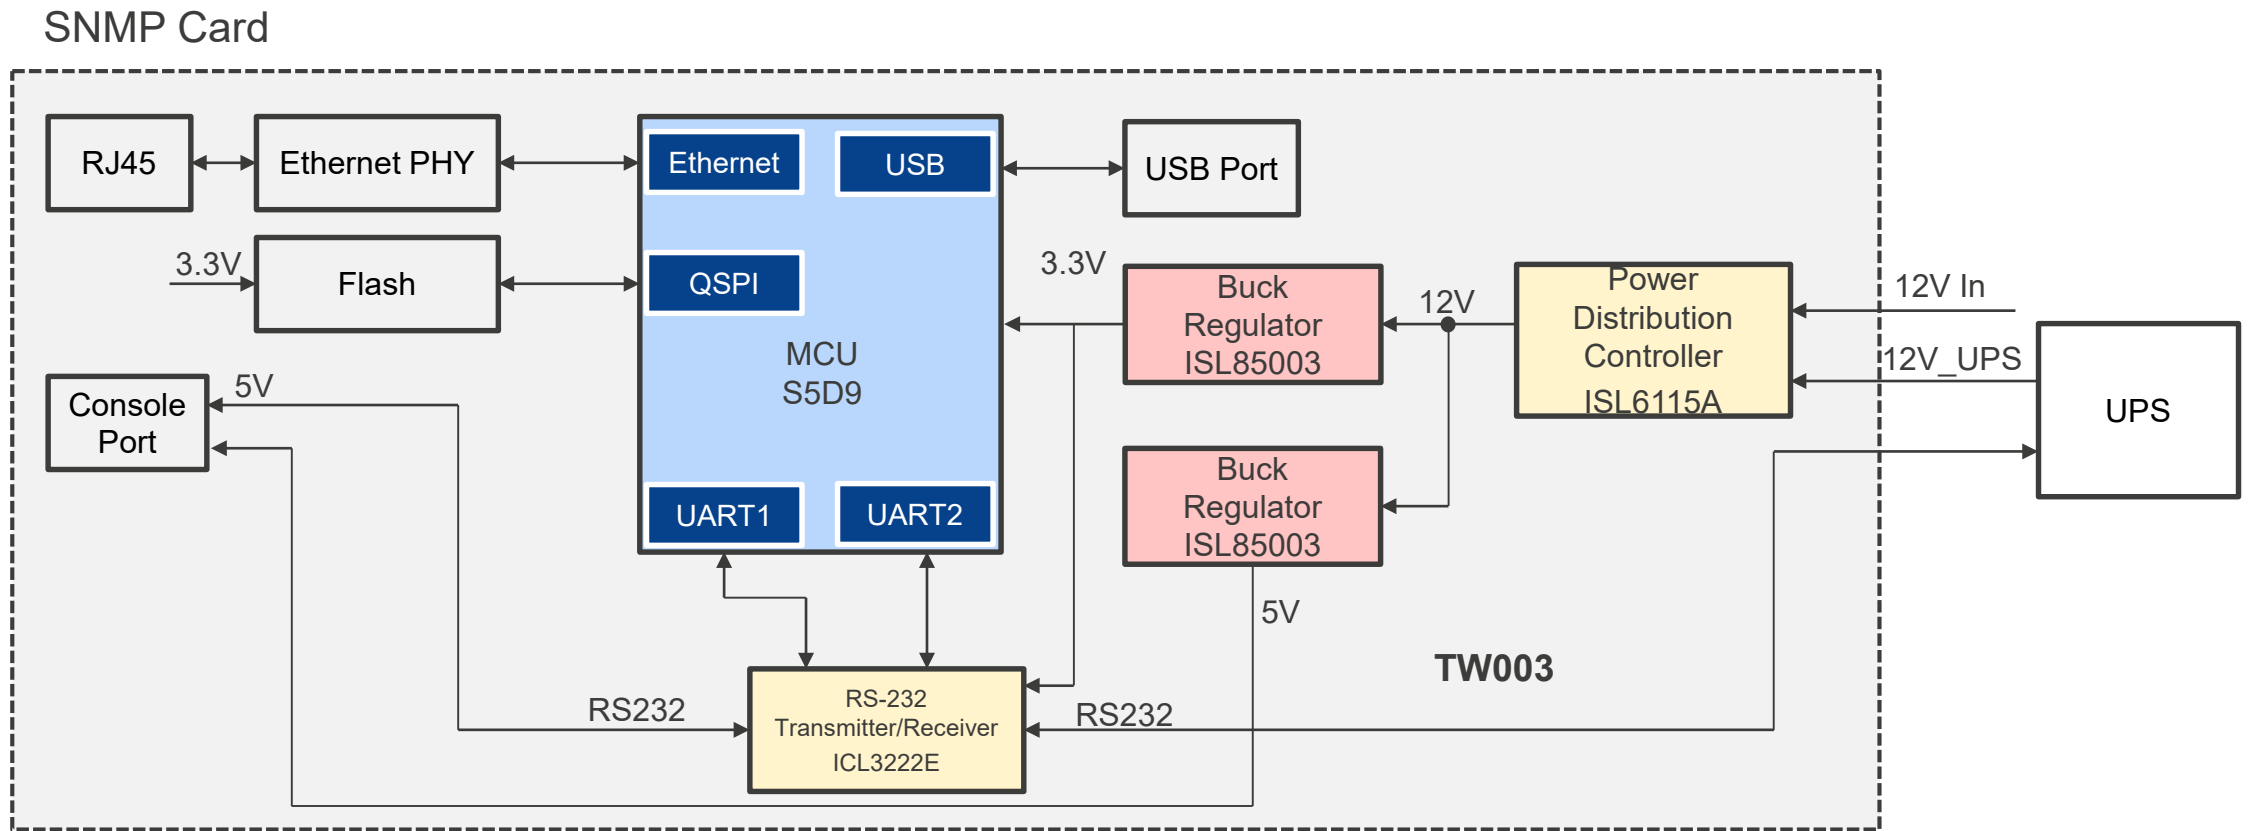 SNMP Card
RJ45
Ethernet PHY
Ethernet
USB
USB Port
3.3V
Flash
QSPI
3.3V
Buck
Regulator
ISL85003
12V
Power
Distribution
Controller
ISL6115A
12V In
12V_UPS
UPS
MCU
S5D9
Console
Port
5V
Buck
Regulator
ISL85003
UART1
UART2
5V
TW003
RS232
RS-232
Transmitter/Receiver
ICL3222E
RS232